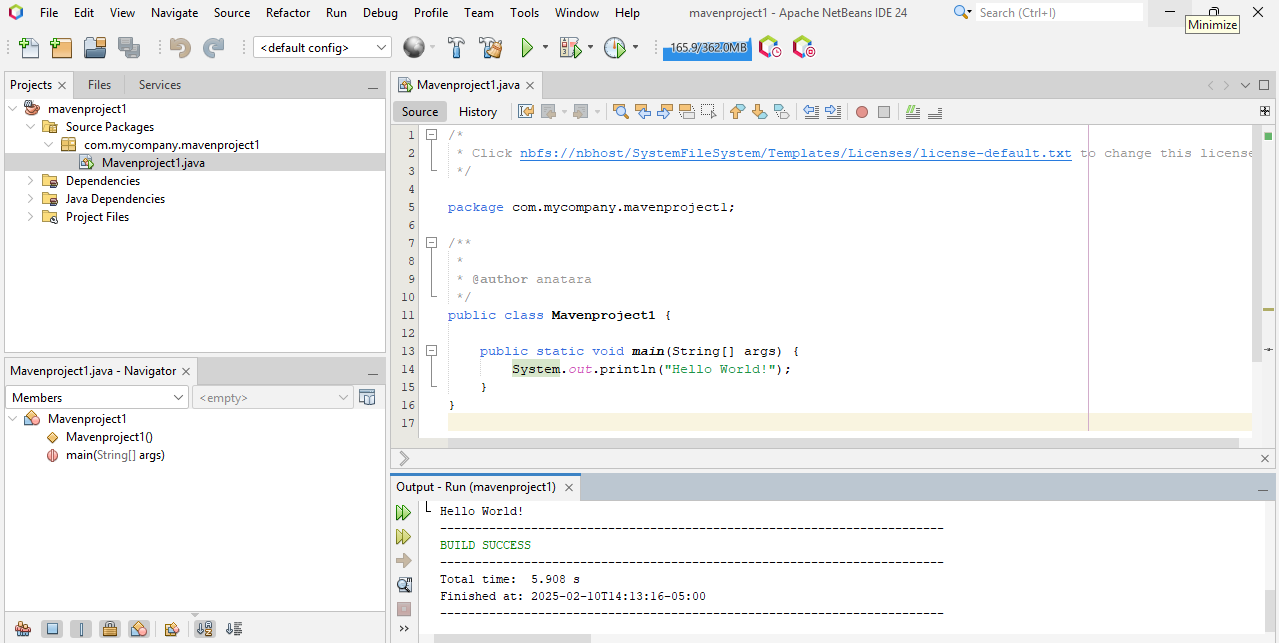 File Edit View Navigate Source Refactor Run Debug Profile Team Tools Window Help mavenproject1 - Apache NetBeans IDE 24 Search (Ctrl+I)
Minimize
<default config> 165.9/362.0MB
Projects Files Services
mavenproject1
Source Packages
com.mycompany.mavenproject1
Mavenproject1.java
Dependencies
Java Dependencies
Project Files
Mavenproject1.java - Navigator
Members <empty>
Mavenproject1
Mavenproject1()
main(String[] args)
Mavenproject1.java
Source History
1 /*
2 * Click nbfs://nbhost/SystemFileSystem/Templates/Licenses/license-default.txt to change this license
3 */
4
5 package com.mycompany.mavenproject1;
6
7 /**
8 *
9 * @author anatara
10 */
11 public class Mavenproject1 {
12
13 public static void main(String[] args) {
14 System.out.println("Hello World!");
15 }
16 }
17
Output - Run (mavenproject1)
Hello World!
------------------------------------------------------------------------
BUILD SUCCESS
------------------------------------------------------------------------
Total time:  5.908 s
Finished at: 2025-02-10T14:13:16-05:00
------------------------------------------------------------------------